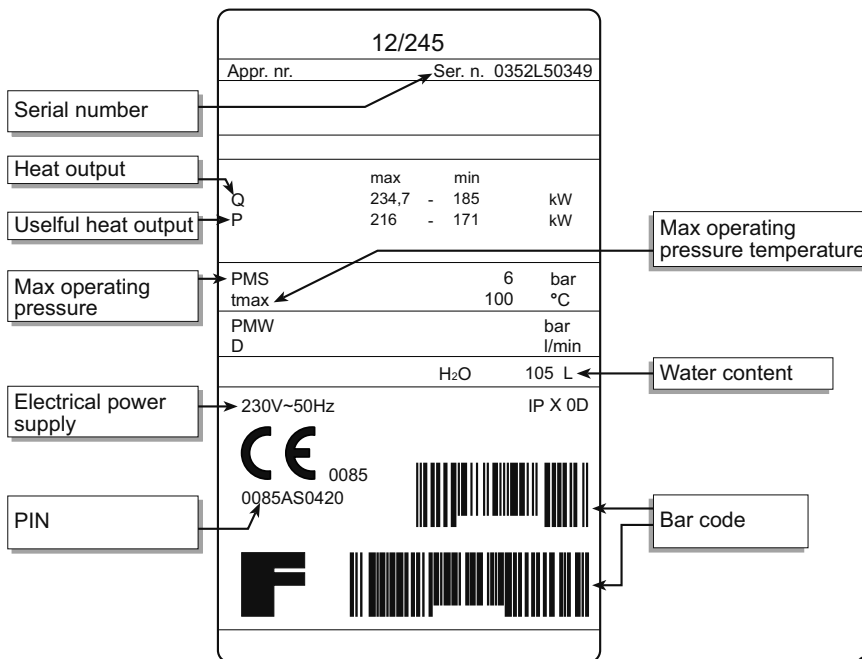 12/245
Appr. nr.
Ser. n. 0352L50349
Serial number
Heat output
max min
Q 234,7 - 185 kW
Uselful heat output
P 216 - 171 kW
Max operating
pressure temperature
Max operating
pressure
PMS 6 bar
tmax 100 °C
PMW bar
D l/min
H2O 105 L
Water content
Electrical power
supply
230V~50Hz
IP X 0D
CE 0085
0085AS0420
PIN
Bar code
F